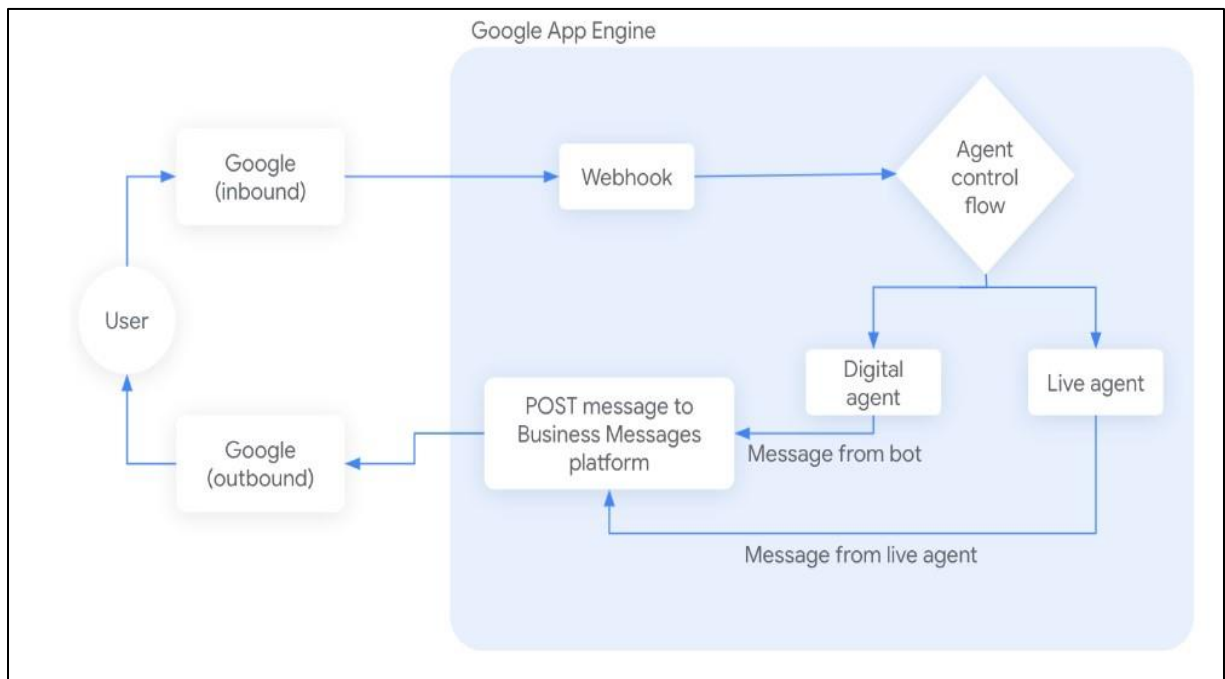 Google App Engine
Google
(inbound)
Webhook
Agent
control
flow
User
Digital
agent
Live agent
POST message to
Business Messages
platform
Message from bot
Google
(outbound)
Message from live agent